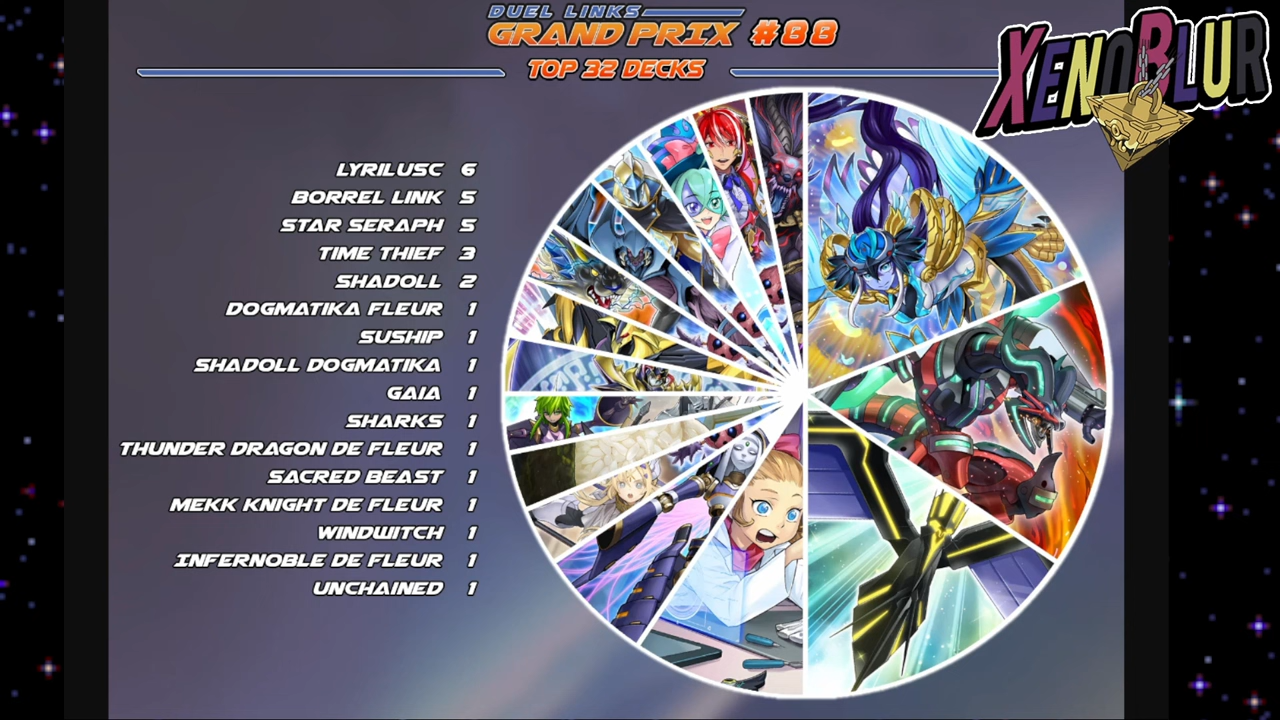 DUEL LINKS
GRAND PRIX #88
TOP 32 DECKS
XENOBLUR
LYRILUSC 6
BORREL LINK 5
STAR SERAPH 5
TIME THIEF 3
SHADOLL 2
DOGMATIKA FLEUR 1
SUSHIP 1
SHADOLL DOGMATIKA 1
GAIA 1
SHARKS 1
THUNDER DRAGON DE FLEUR 1
SACRED BEAST 1
MEKK KNIGHT DE FLEUR 1
WINDWITCH 1
INFERNOBLE DE FLEUR 1
UNCHAINED 1